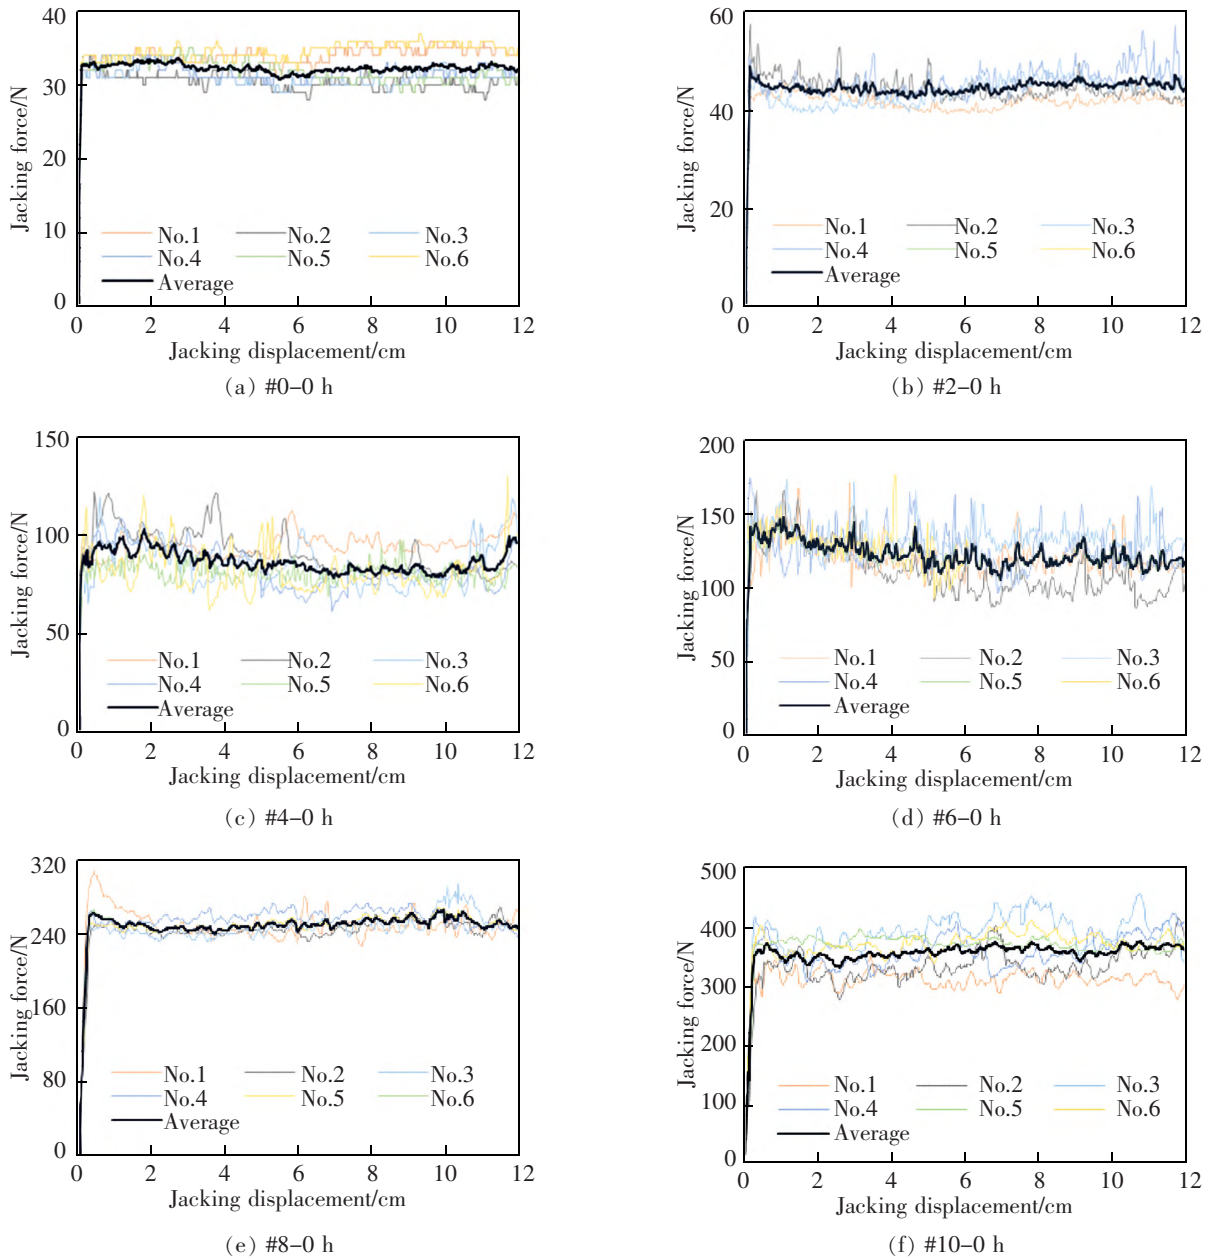 40
30
20
10
0
Jacking force/N
No.1 No.2 No.3
No.4 No.5 No.6
Average
0 2 4 6 8 10 12
Jacking displacement/cm
(a) #0–0 h
60
40
40
20
0
Jacking force/N
No.1 No.2 No.3
No.4 No.5 No.6
Average
0 2 4 6 8 10 12
Jacking displacement/cm
(b) #2–0 h
150
100
50
0
Jacking force/N
No.1 No.2 No.3
No.4 No.5 No.6
Average
0 2 4 6 8 10 12
Jacking displacement/cm
(c) #4–0 h
200
150
100
50
0
Jacking force/N
No.1 No.2 No.3
No.4 No.5 No.6
Average
0 2 4 6 8 10 12
Jacking displacement/cm
(d) #6–0 h
320
240
160
80
0
Jacking force/N
No.1 No.2 No.3
No.4 No.5 No.6
Average
0 2 4 6 8 10 12
Jacking displacement/cm
(e) #8–0 h
500
400
300
200
100
0
Jacking force/N
No.1 No.2 No.3
No.4 No.5 No.6
Average
0 2 4 6 8 10 12
Jacking displacement/cm
(f) #10–0 h